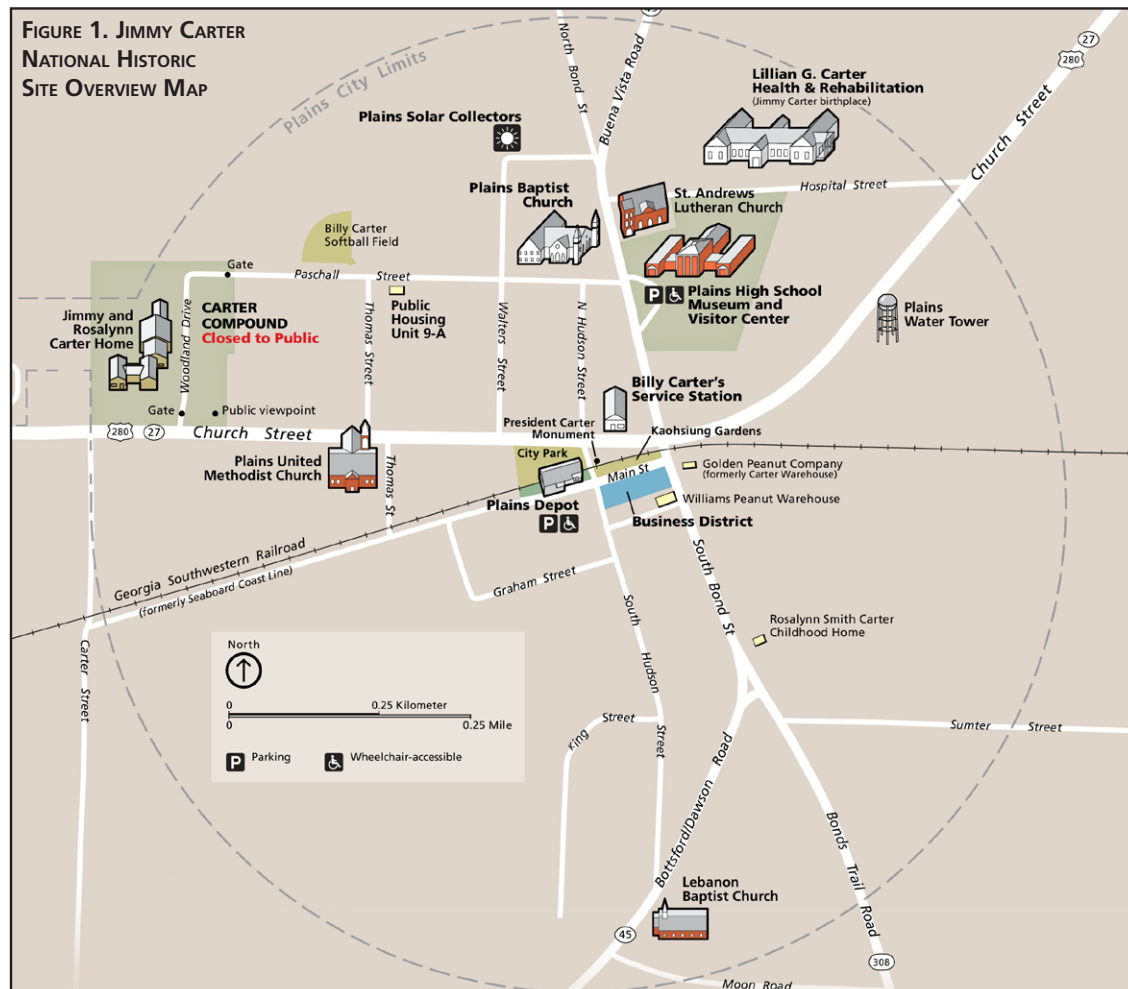 FIGURE 1. JIMMY CARTER
NATIONAL HISTORIC
SITE OVERVIEW MAP
Plains City Limits
North Bond St
Buena Vista Road
45
27
280
Church Street
Lillian G. Carter
Health & Rehabilitation
(Jimmy Carter birthplace)
Plains Solar Collectors
Plains Baptist
Church
St. Andrews
Lutheran Church
Hospital Street
Billy Carter
Softball Field
Gate
Paschall Street
Plains High School
Museum and
Visitor Center
P
Jimmy and
Rosalynn
Carter Home
Woodland Drive
CARTER
COMPOUND
Closed to Public
Thomas Street
Public
Housing
Unit 9-A
Walters Street
N Hudson Street
Plains
Water Tower
Billy Carter's
Service Station
Gate
Public viewpoint
President Carter
Monument
Kaohsiung Gardens
280
27
Church Street
Plains United
Methodist Church
Thomas St
City Park
Main St
Golden Peanut Company
(formerly Carter Warehouse)
Plains Depot
P
Williams Peanut Warehouse
Business District
Georgia Southwestern Railroad
(formerly Seaboard Coast Line)
Graham Street
South Bond St
South Hudson Street
Rosalynn Smith Carter
Childhood Home
Carter Street
North
0
0.25 Kilometer
0
0.25 Mile
P
Parking
Wheelchair-accessible
King Street
Sumter Street
Bottsford/Dawson Road
Bonds Trail Road
Lebanon
Baptist Church
45
308
Moon Road